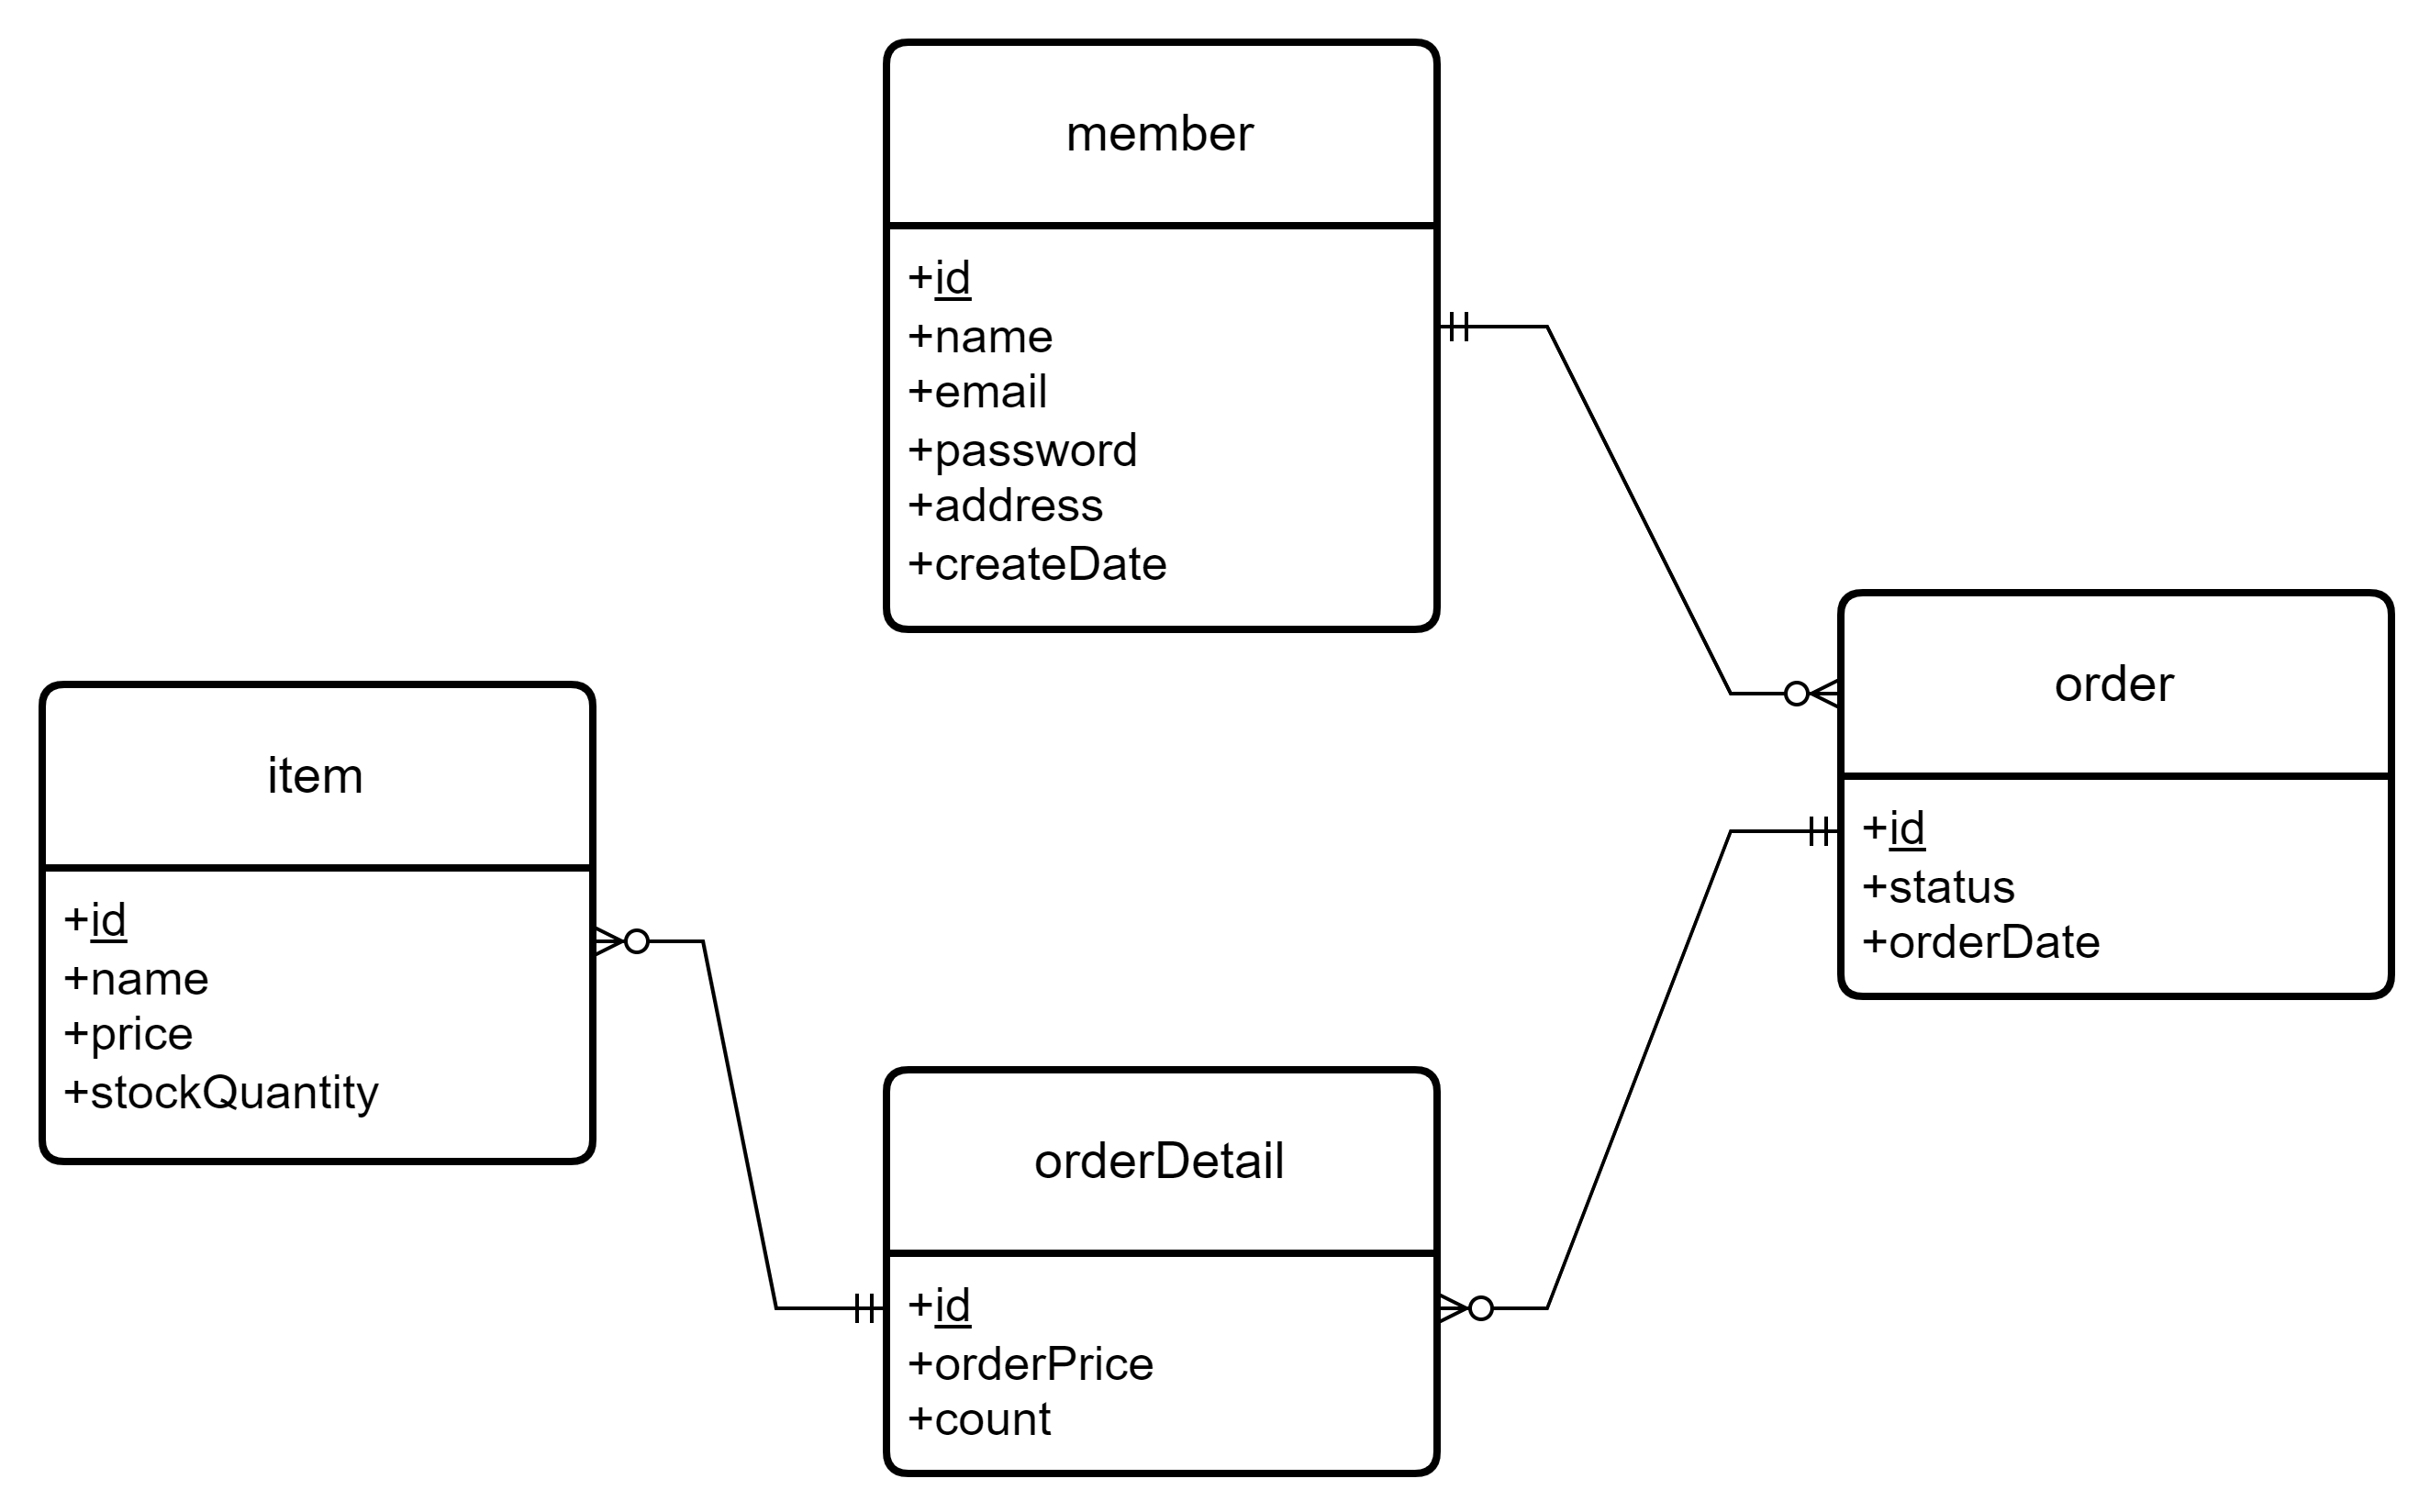 member
+id
+name
+email
+password
+address
+createDate
order
+id
+status
+orderDate
item
+id
+name
+price
+stockQuantity
orderDetail
+id
+orderPrice
+count